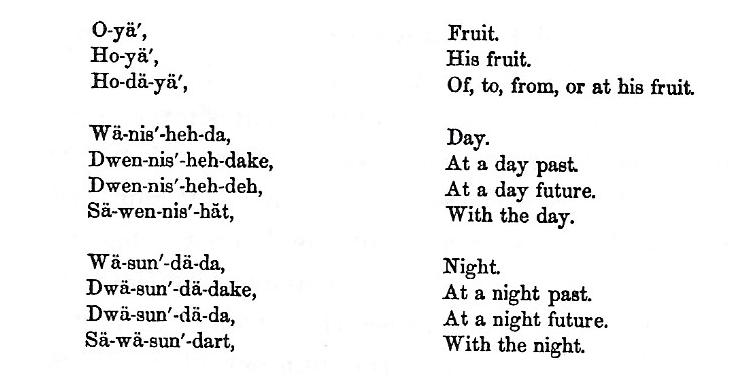 O-yä′, Fruit.
Ho-yä′, His fruit.
Ho-dä-yä′, Of, to, from, or at his fruit.
Wä-nis′-heh-da, Day.
Dwen-nis′-heh-dake, At a day past.
Dwen-nis′-heh-deh, At a day future.
Sä-wen-nis′-hăt, With the day.
Wä-sun′-dä-da, Night.
Dwä-sun′-dä-dake, At a night past.
Dwä-sun′-dä-da, At a night future.
Sä-wä-sun′-dart, With the night.